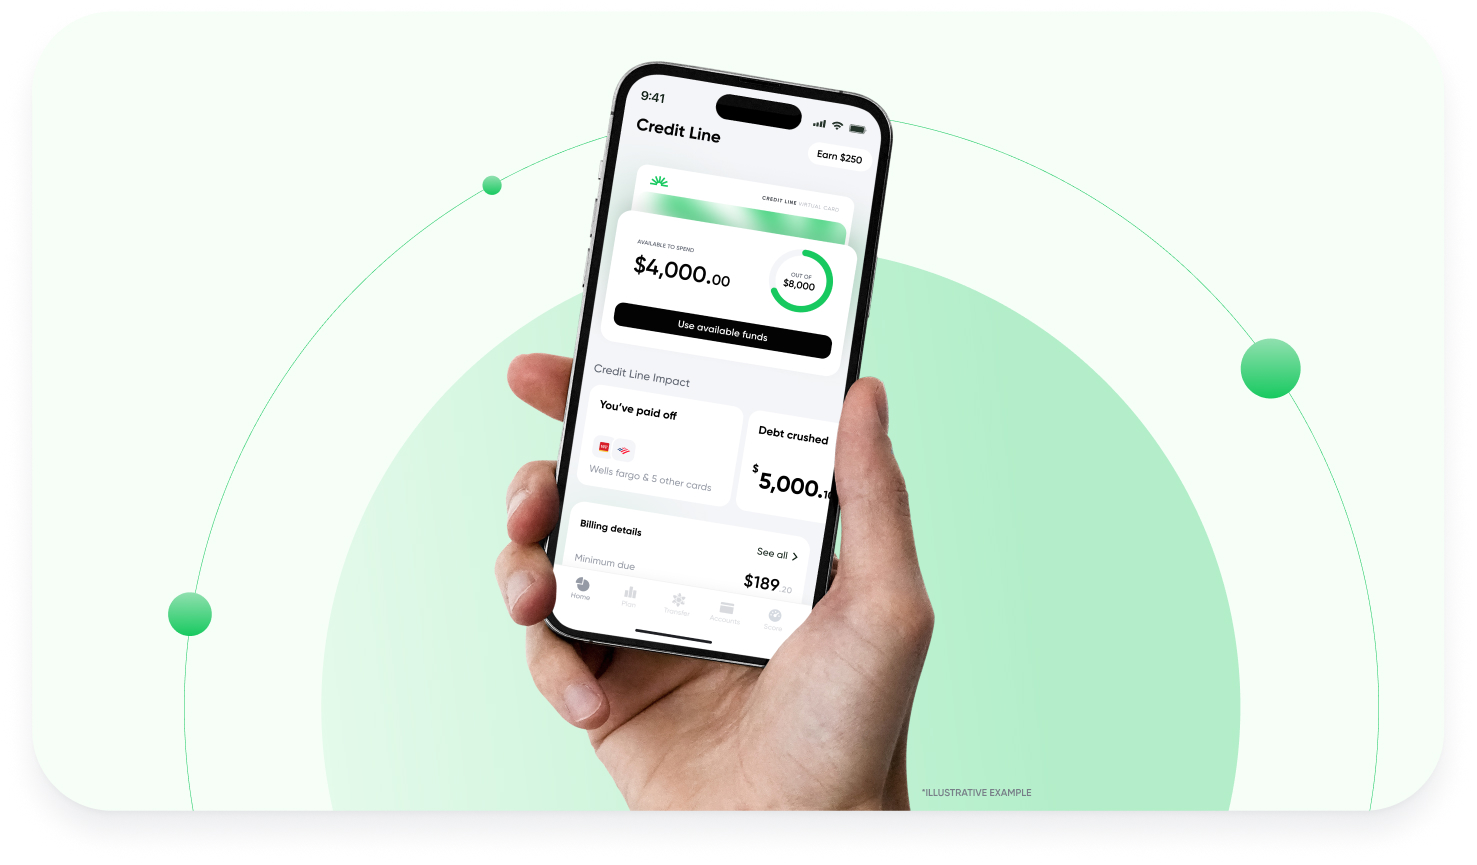 9:41
Credit Line
Earn $250
CREDIT LINE VIRTUAL CARD
AVAILABLE TO SPEND
$4,000.00
OUT OF
$8,000
Use available funds
Credit Line Impact
You’ve paid off
Wells fargo & 5 other cards
Debt crushed
$5,000.10
Billing details
See all
Minimum due
$189.20
Home
Plan
Transfer
Accounts
Score
*ILLUSTRATIVE EXAMPLE